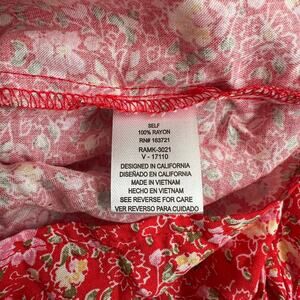 SELF
100% RAYON
RN# 163721
RAMK-3021
V - 17110
DESIGNED IN CALIFORNIA
DISEÑADO EN CALIFORNIA
MADE IN VIETNAM
HECHO EN VIETNAM
SEE REVERSE FOR CARE
VER REVERSO PARA CUIDADO